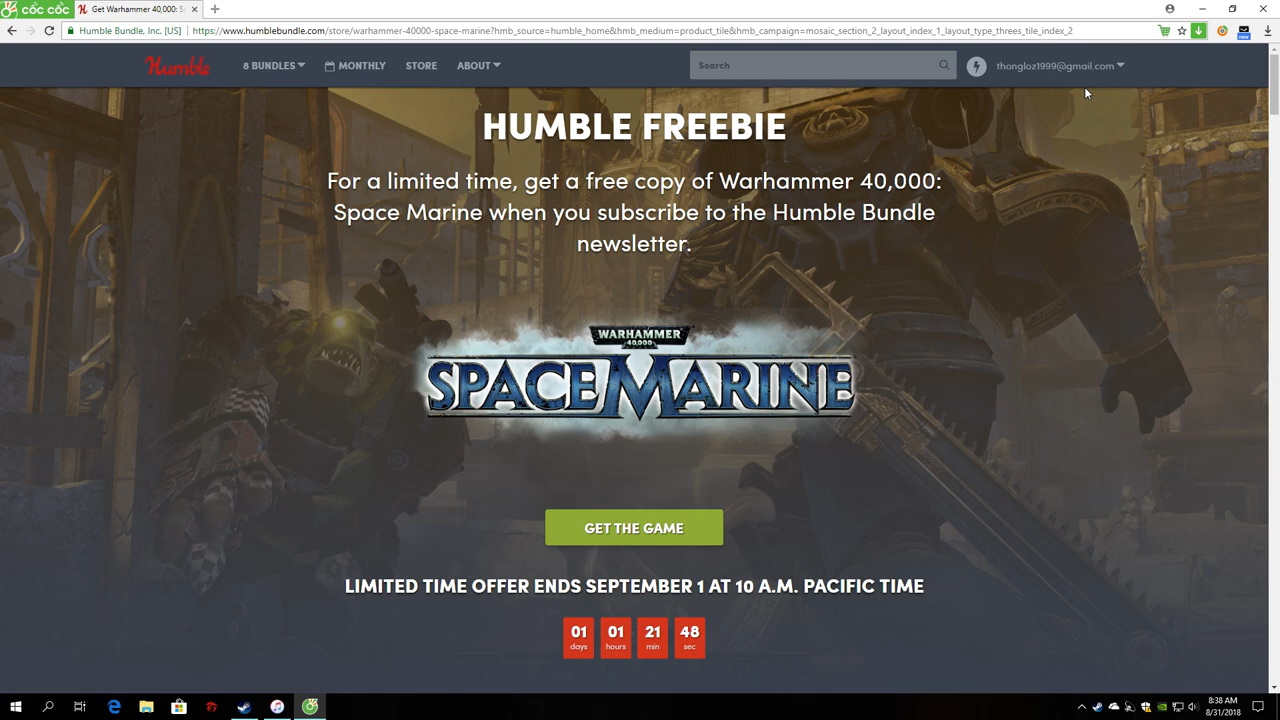 cốc cốc
Get Warhammer 40,000: S
Humble Bundle, Inc. [US]
https://www.humblebundle.com/store/warhammer-40000-space-marine?hmb_source=humble_home&hmb_medium=product_tile&hmb_campaign=mosaic_section_2_layout_index_1_layout_type_threes_tile_index_2
new
Humble
8 BUNDLES
MONTHLY
STORE
ABOUT
Search
thongloz1999@gmail.com
HUMBLE FREEBIE
For a limited time, get a free copy of Warhammer 40,000:
Space Marine when you subscribe to the Humble Bundle
newsletter.
WARHAMMER
40,000
SPACE MARINE
GET THE GAME
LIMITED TIME OFFER ENDS SEPTEMBER 1 AT 10 A.M. PACIFIC TIME
01 01 21 48
days hours min sec
8:38 AM
8/31/2018